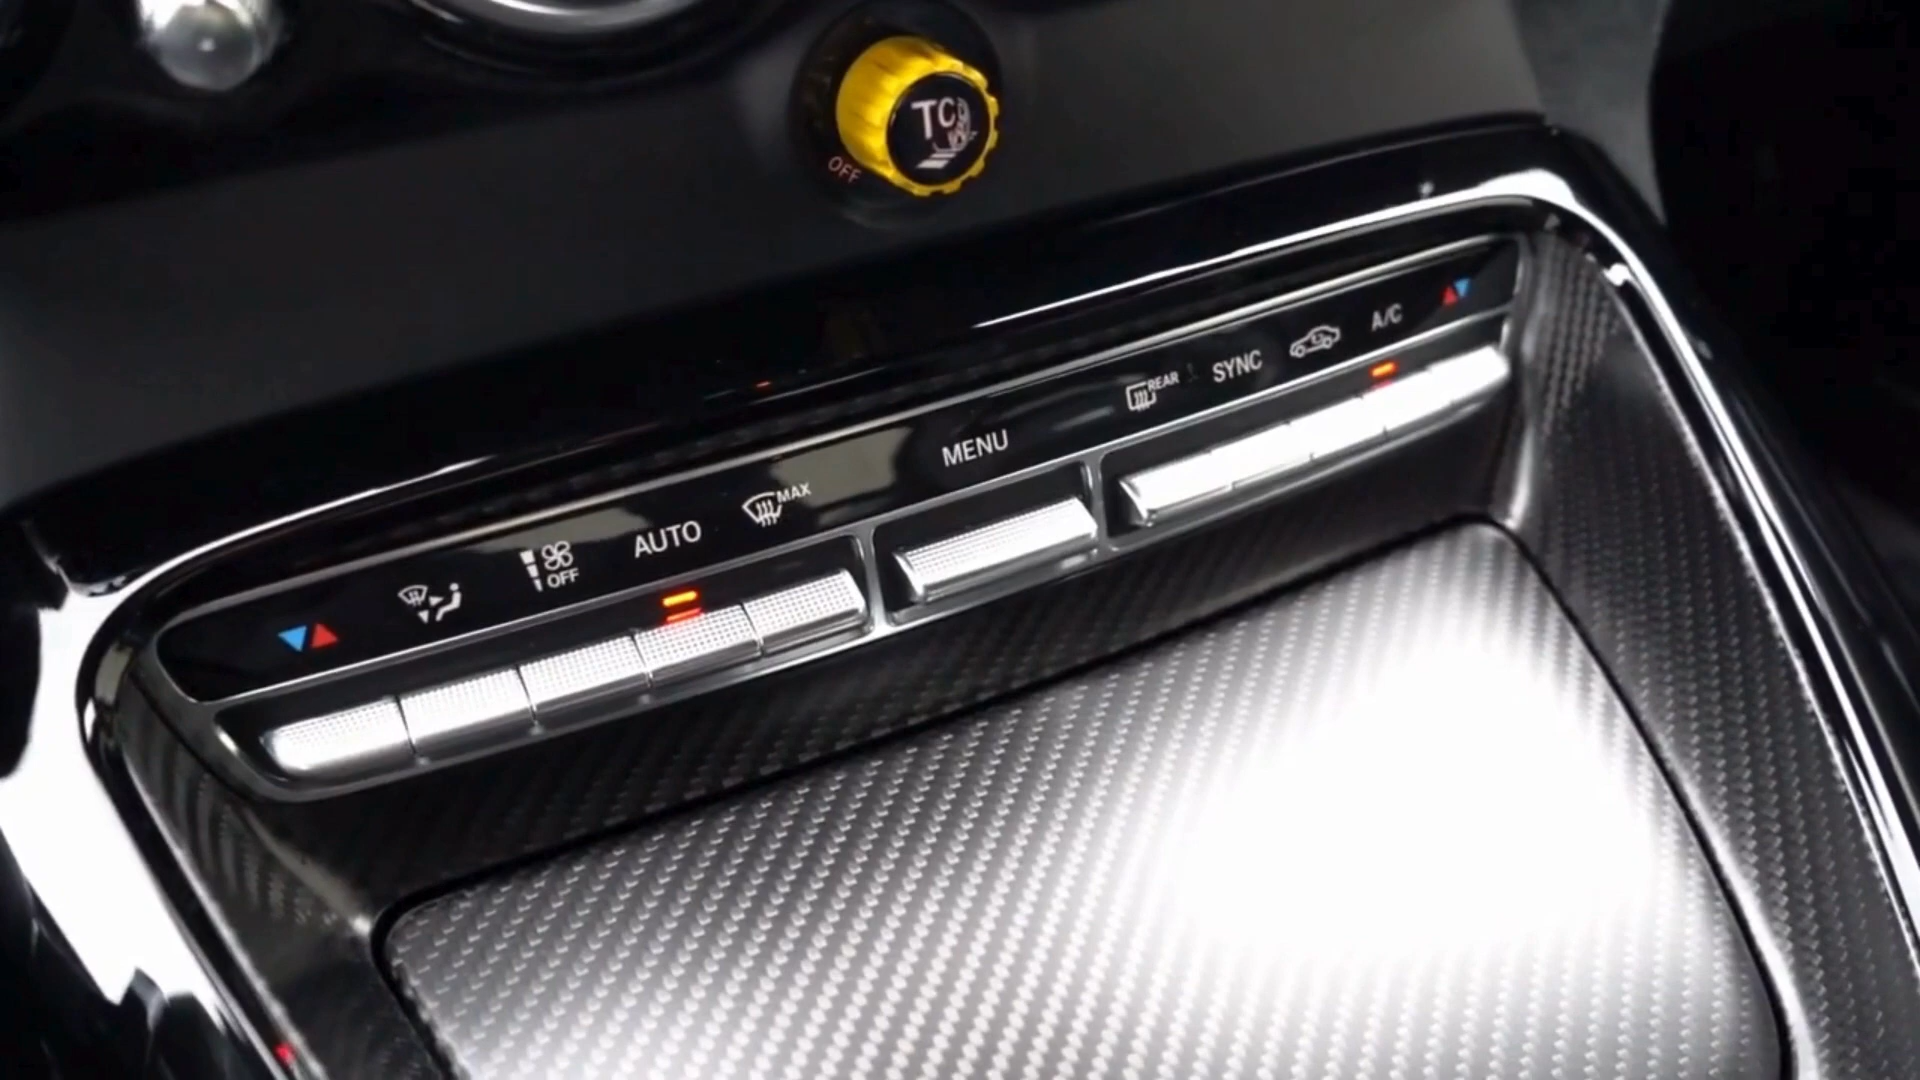 TC
OFF
A/C
SYNC
REAR
MENU
MAX
AUTO
OFF